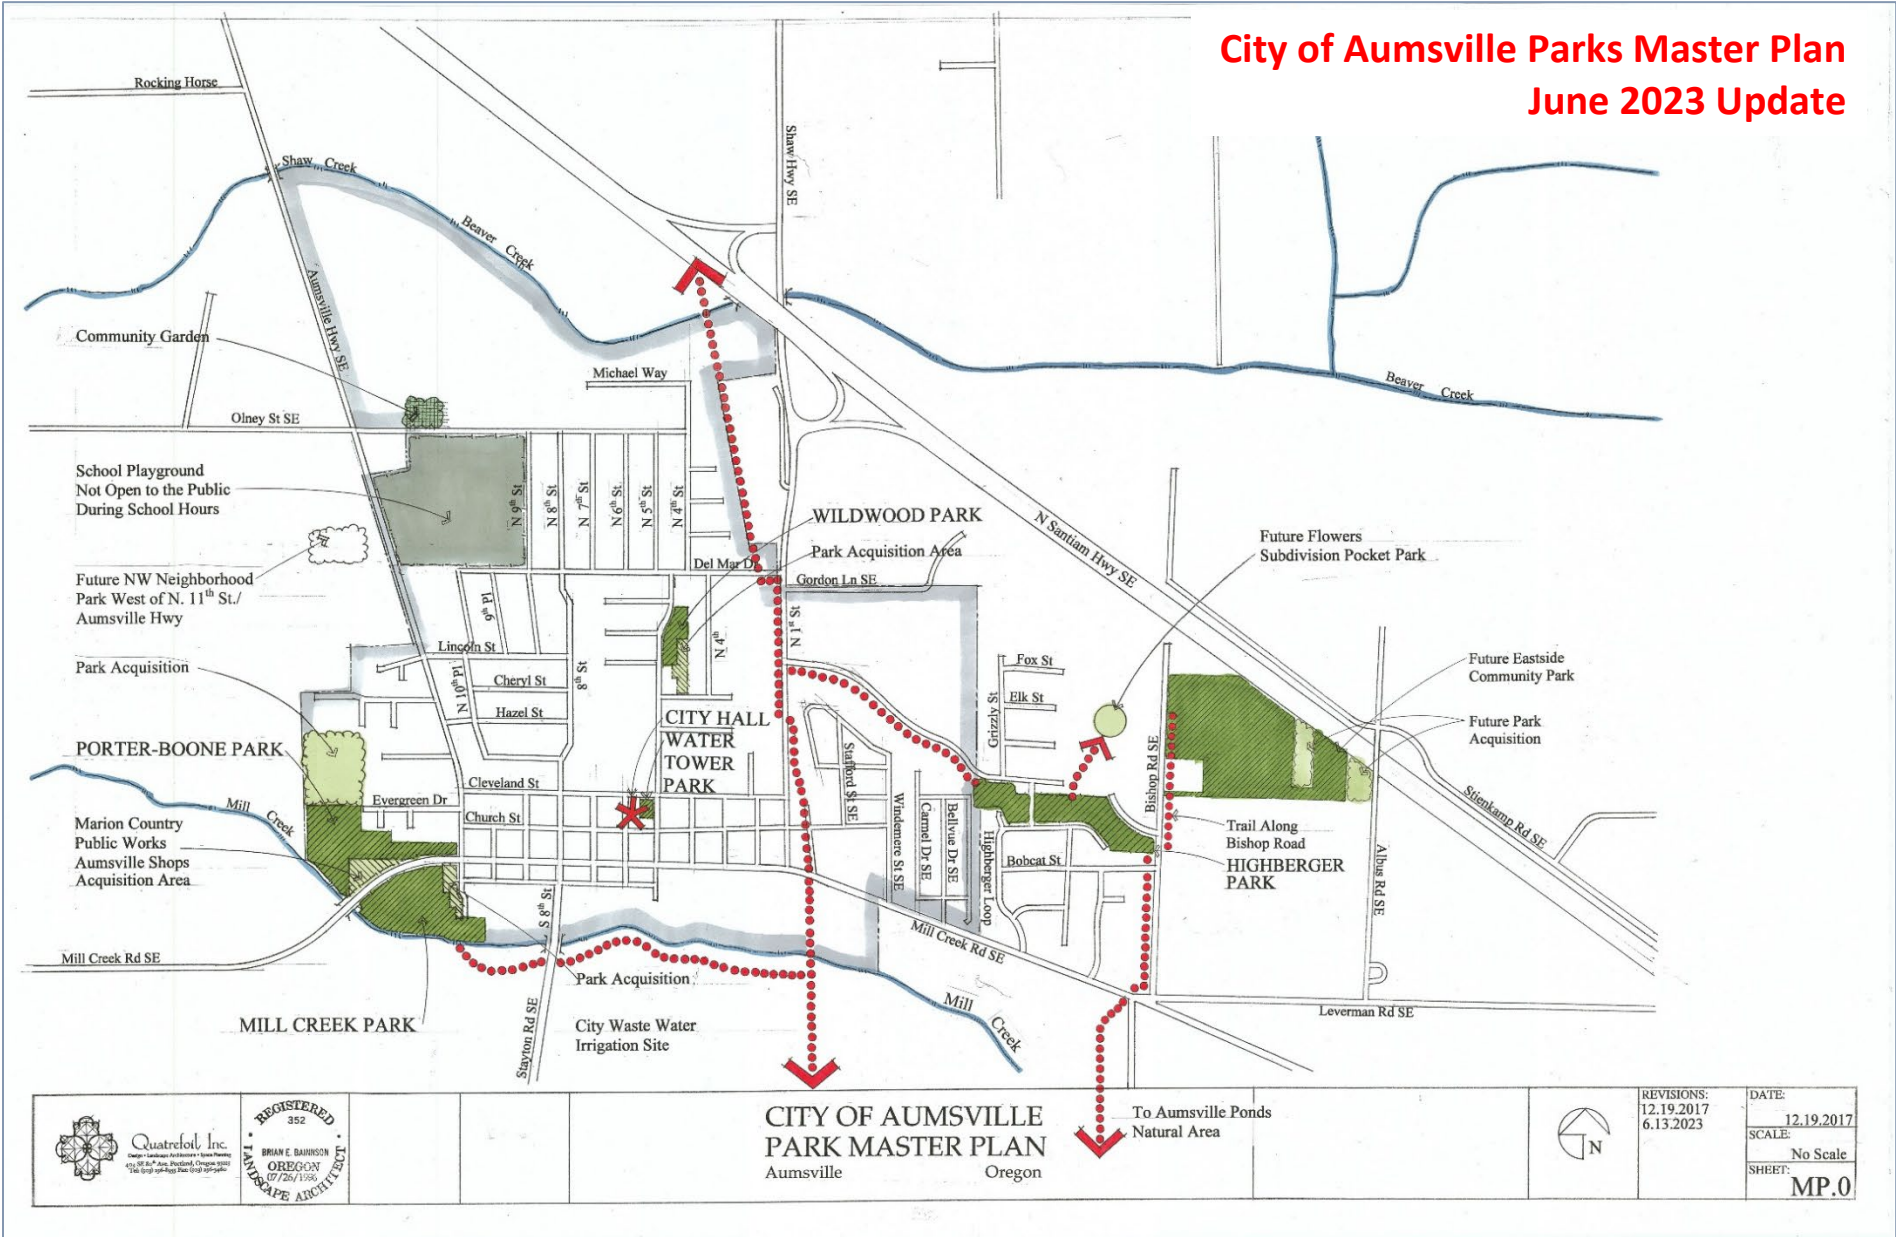 City of Aumsville Parks Master Plan
June 2023 Update
Rocking Horse
Shaw Creek
Shaw Hwy SE
Beaver Creek
Aumsville Hwy SE
Community Garden
Michael Way
Beaver Creek
Olney St SE
School Playground
Not Open to the Public
During School Hours
N 9th St
N 8th St
N 7th St
N 6th St.
N 5th St
N 4th St
WILDWOOD PARK
Park Acquisition Area
N Santiam Hwy SE
Future Flowers
Subdivision Pocket Park
Del Mar Dr
Gordon Ln SE
Future NW Neighborhood
Park West of N. 11th St./
Aumsville Hwy
9th Pl
N 1st St
N 4th
Lincoln St
Park Acquisition
Cheryl St
N 10th Pl
8th St
Hazel St
Fox St
Elk St
Grizzly St
Future Eastside
Community Park
Future Park
Acquisition
CITY HALL
WATER
TOWER
PARK
PORTER-BOONE PARK
Stafford St SE
Bishop Rd SE
Cleveland St
Evergreen Dr
Church St
Mill Creek
Windemere St SE
Carmel Dr SE
Bellvue Dr SE
Highberger Loop
Stienkamp Rd SE
Marion Country
Public Works
Aumsville Shops
Acquisition Area
Trail Along
Bishop Road
HIGHBERGER
PARK
Bobcat St
Albus Rd SE
S 8th St
Mill Creek Rd SE
Mill Creek Rd SE
Park Acquisition
Mill Creek
Leverman Rd SE
MILL CREEK PARK
City Waste Water
Irrigation Site
Stayton Rd SE
To Aumsville Ponds
Natural Area
Quatrefoil, Inc.
Design • Landscape Architecture • Space Planning
REGISTERED
352
BRIAN E. BAINNSON
OREGON
07/26/1996
LANDSCAPE ARCHITECT
CITY OF AUMSVILLE
PARK MASTER PLAN
Aumsville Oregon
N
REVISIONS:
12.19.2017
6.13.2023
DATE:
12.19.2017
SCALE:
No Scale
SHEET:
MP.0